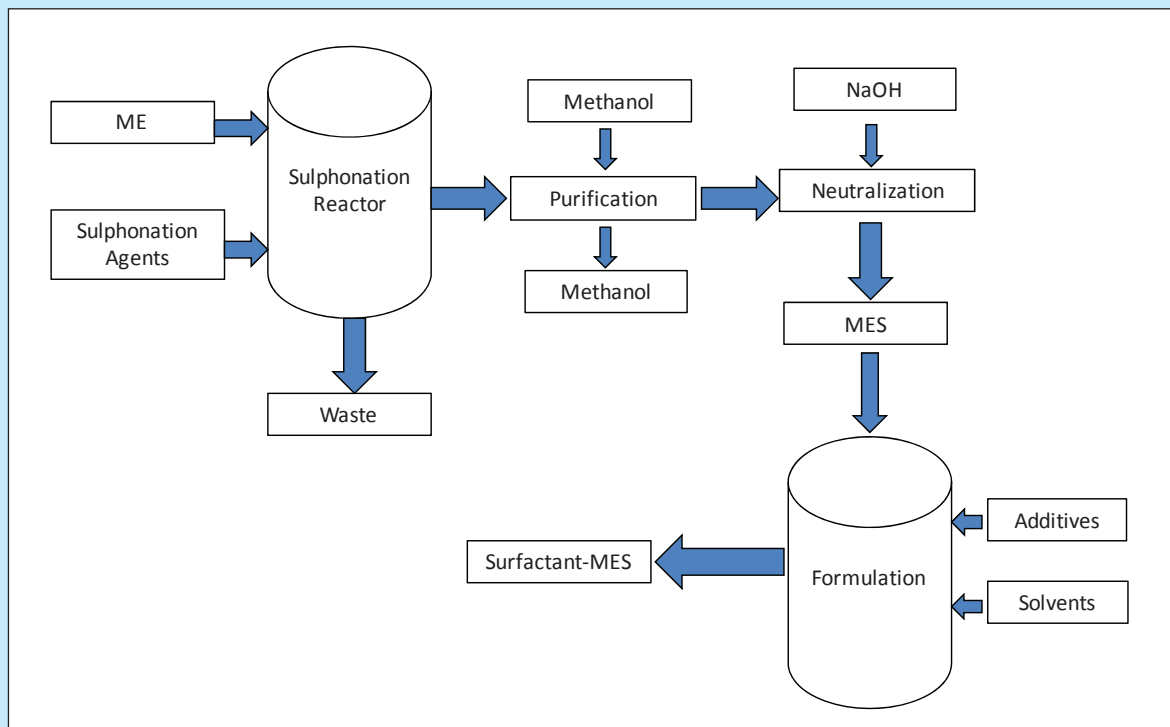 ME
Sulphonation
Agents
Sulphonation
Reactor
Waste
Methanol
Purification
Methanol
NaOH
Neutralization
MES
Formulation
Additives
Solvents
Surfactant-MES